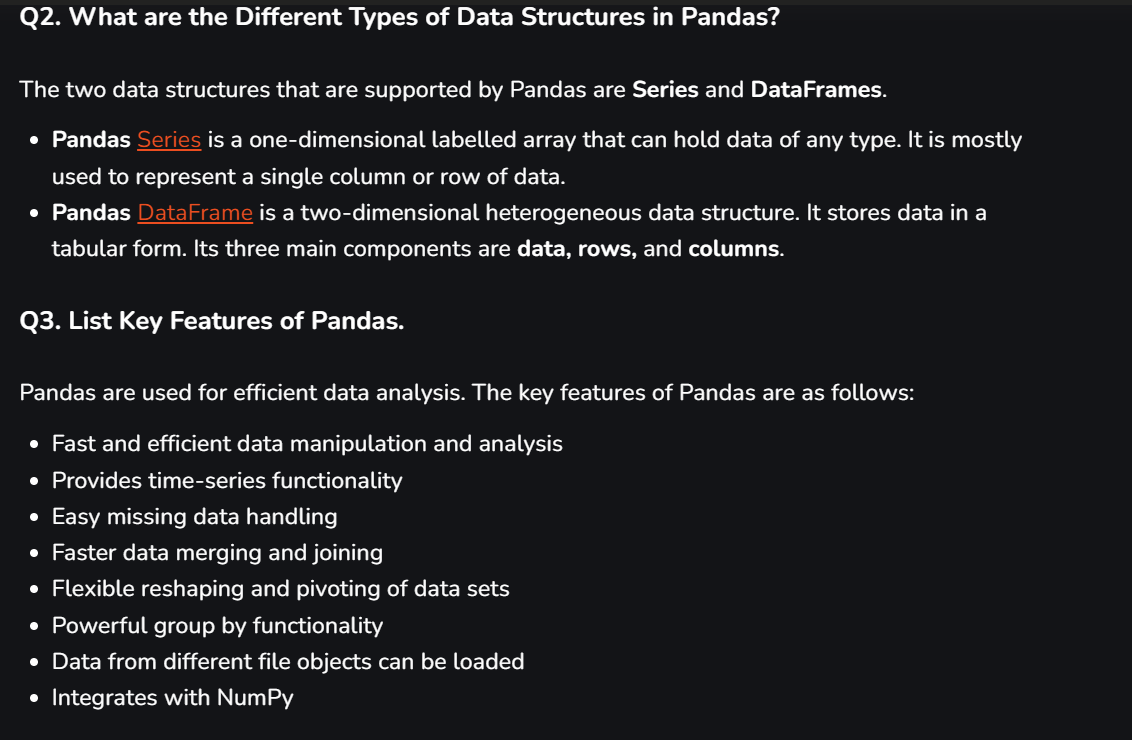 Q2. What are the Different Types of Data Structures in Pandas?
The two data structures that are supported by Pandas are Series and DataFrames.
• Pandas Series is a one-dimensional labelled array that can hold data of any type. It is mostly
used to represent a single column or row of data.
• Pandas DataFrame is a two-dimensional heterogeneous data structure. It stores data in a
tabular form. Its three main components are data, rows, and columns.
Q3. List Key Features of Pandas.
Pandas are used for efficient data analysis. The key features of Pandas are as follows:
• Fast and efficient data manipulation and analysis
• Provides time-series functionality
• Easy missing data handling
• Faster data merging and joining
• Flexible reshaping and pivoting of data sets
• Powerful group by functionality
• Data from different file objects can be loaded
• Integrates with NumPy